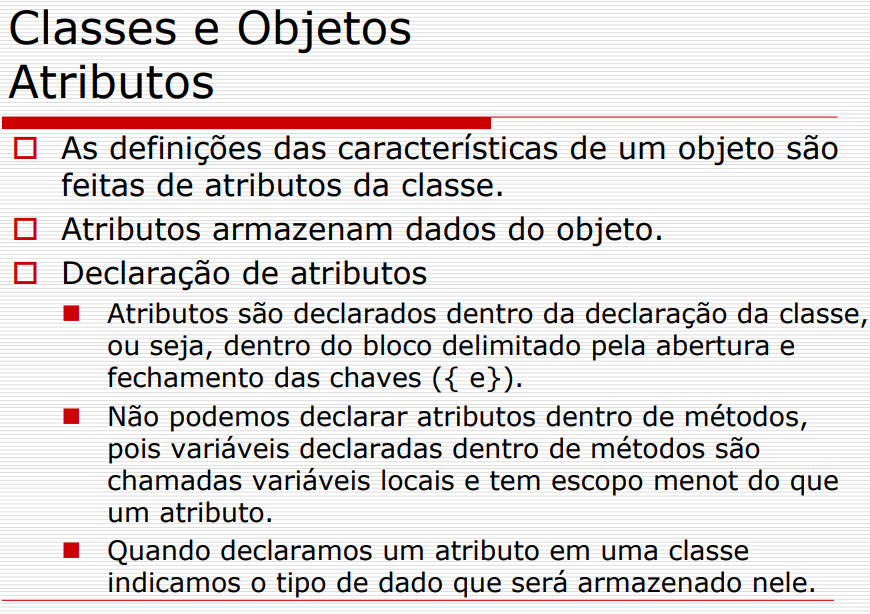 Classes e Objetos
Atributos
As definições das características de um objeto são
feitas de atributos da classe.
Atributos armazenam dados do objeto.
Declaração de atributos
Atributos são declarados dentro da declaração da classe,
ou seja, dentro do bloco delimitado pela abertura e
fechamento das chaves ({ e}).
Não podemos declarar atributos dentro de métodos,
pois variáveis declaradas dentro de métodos são
chamadas variáveis locais e tem escopo menot do que
um atributo.
Quando declaramos um atributo em uma classe
indicamos o tipo de dado que será armazenado nele.